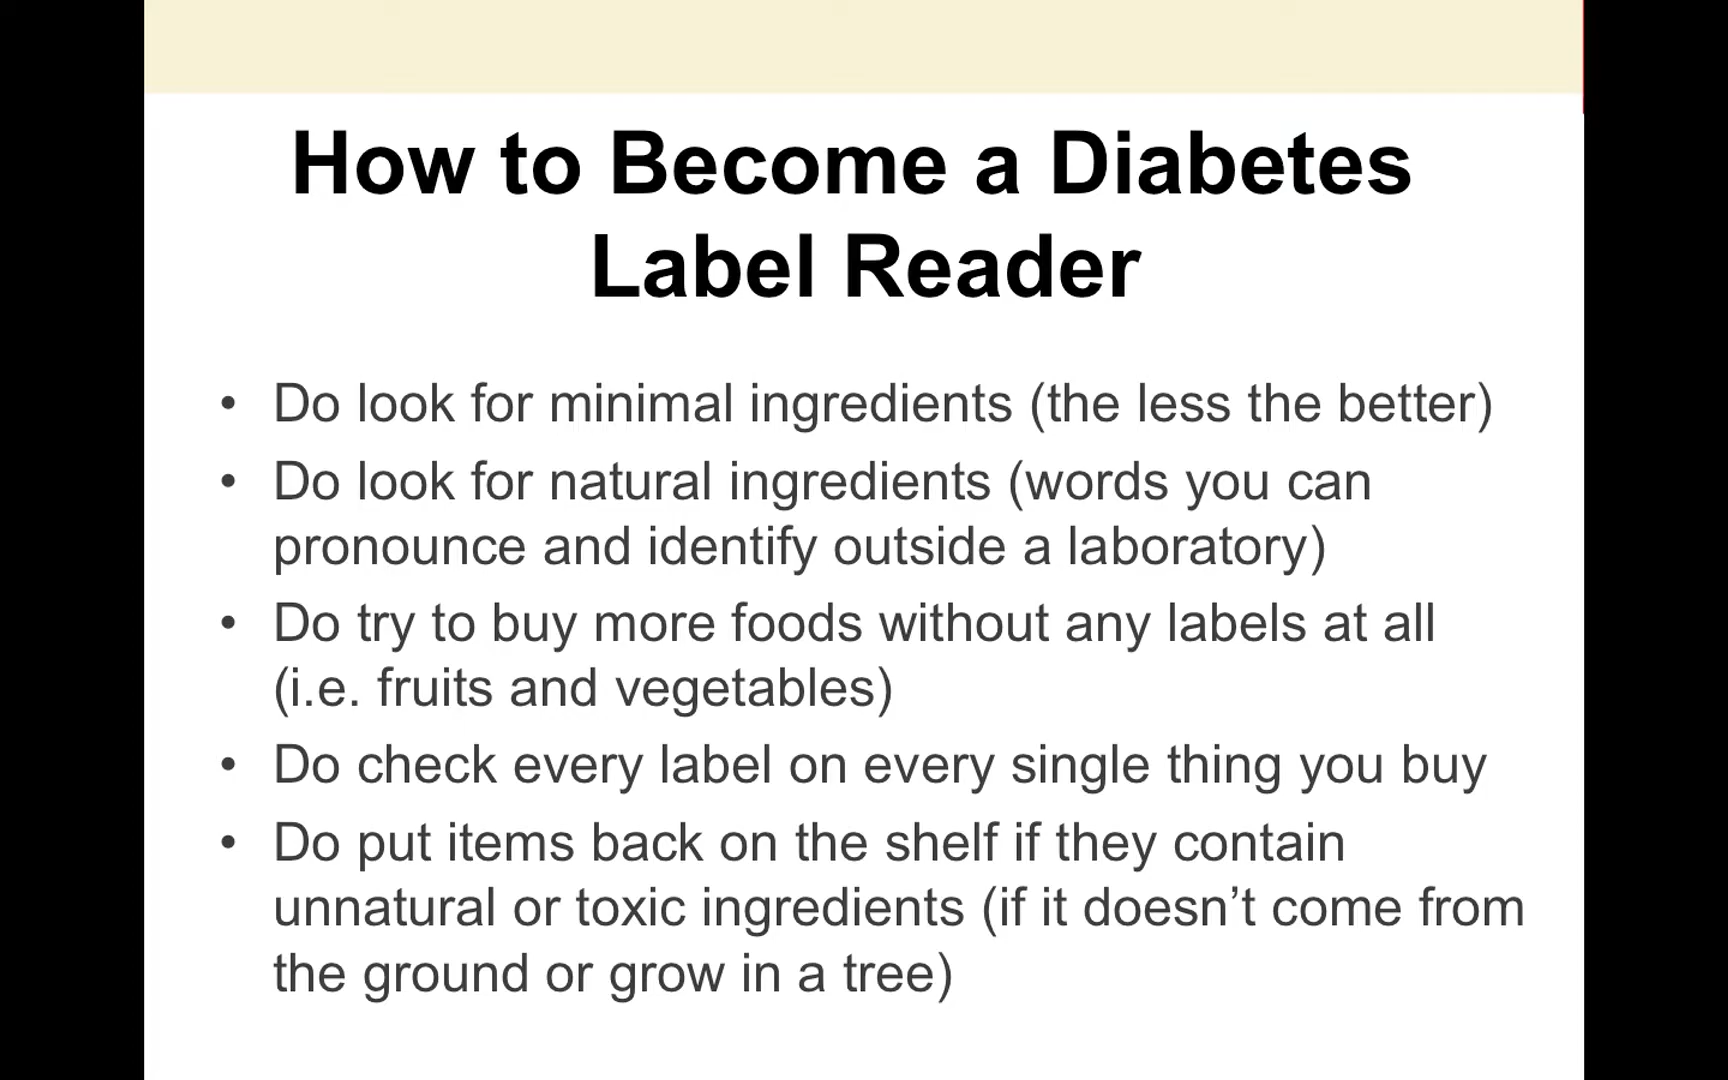 How to Become a Diabetes
Label Reader
• Do look for minimal ingredients (the less the better)
• Do look for natural ingredients (words you can
pronounce and identify outside a laboratory)
• Do try to buy more foods without any labels at all
(i.e. fruits and vegetables)
• Do check every label on every single thing you buy
• Do put items back on the shelf if they contain
unnatural or toxic ingredients (if it doesn’t come from
the ground or grow in a tree)